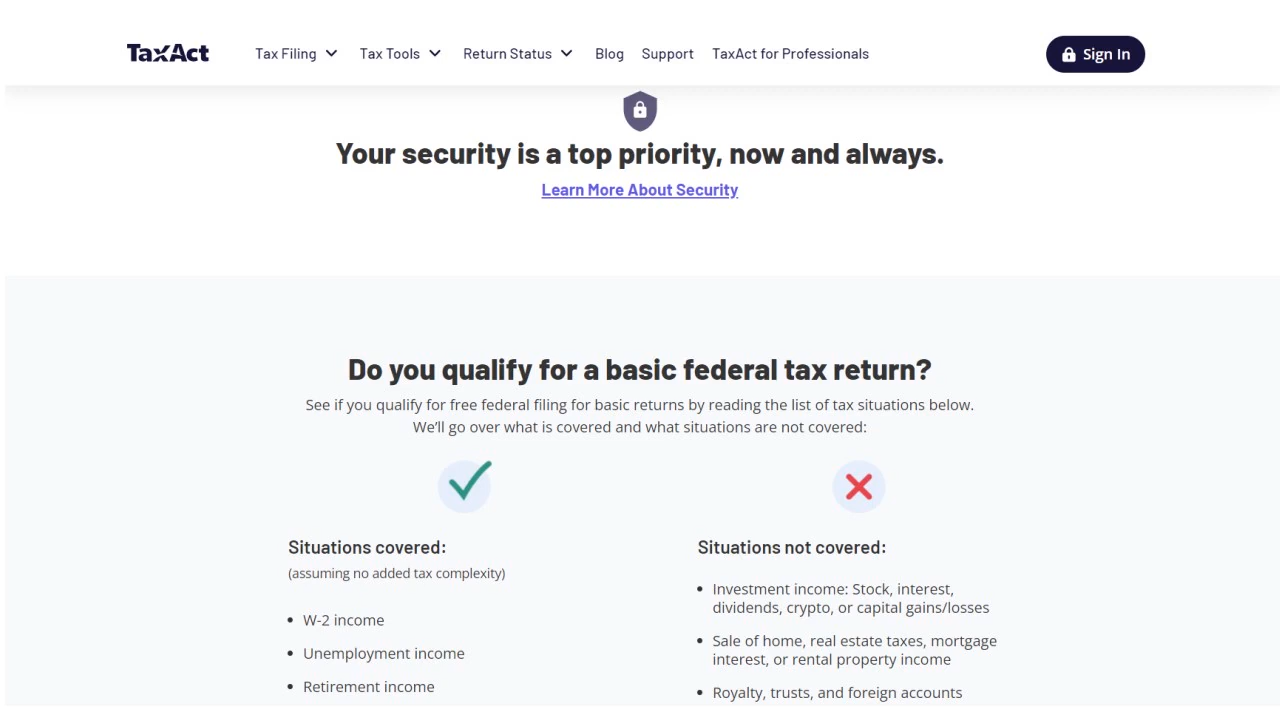 TaxAct
Tax Filing
Tax Tools
Return Status
Blog
Support
TaxAct for Professionals
Sign In
Your security is a top priority, now and always.
Learn More About Security
Do you qualify for a basic federal tax return?
See if you qualify for free federal filing for basic returns by reading the list of tax situations below.
We'll go over what is covered and what situations are not covered:
Situations covered:
(assuming no added tax complexity)
• W-2 income
• Unemployment income
• Retirement income
Situations not covered:
• Investment income: Stock, interest,
dividends, crypto, or capital gains/losses
• Sale of home, real estate taxes, mortgage
interest, or rental property income
• Royalty, trusts, and foreign accounts